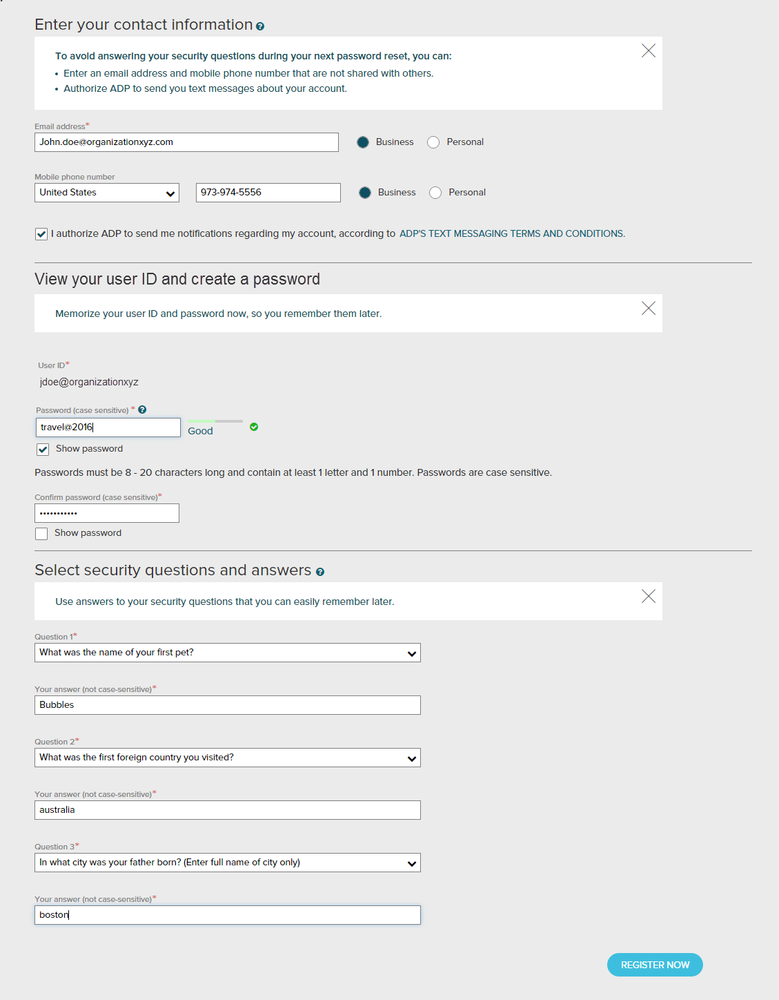 Enter your contact information ?
To avoid answering your security questions during your next password reset, you can:
• Enter an email address and mobile phone number that are not shared with others.
• Authorize ADP to send you text messages about your account.
Email address*
John.doe@organizationxyz.com Business Personal
Mobile phone number
United States 973-974-5556 Business Personal
I authorize ADP to send me notifications regarding my account, according to ADP'S TEXT MESSAGING TERMS AND CONDITIONS.
View your user ID and create a password
Memorize your user ID and password now, so you remember them later.
User ID*
jdoe@organizationxyz
Password (case sensitive) * ?
travel@2016
Good
Show password
Passwords must be 8 - 20 characters long and contain at least 1 letter and 1 number. Passwords are case sensitive.
Confirm password (case sensitive)*
•••••••••••
Show password
Select security questions and answers ?
Use answers to your security questions that you can easily remember later.
Question 1*
What was the name of your first pet?
Your answer (not case-sensitive)*
Bubbles
Question 2*
What was the first foreign country you visited?
Your answer (not case-sensitive)*
australia
Question 3*
In what city was your father born? (Enter full name of city only)
Your answer (not case-sensitive)*
boston
REGISTER NOW